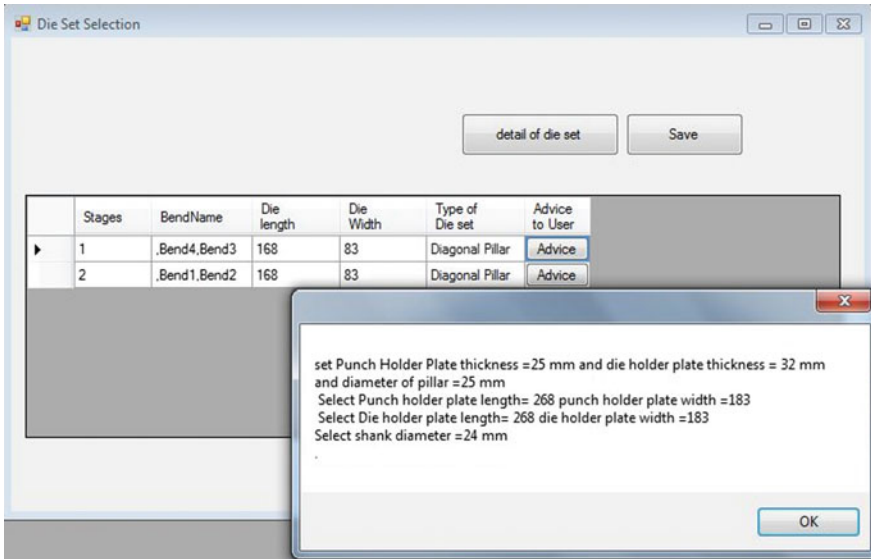 Die Set Selection
detail of die set Save
Stages BendName Die length Die Width Type of Die set Advice to User
1 ,Bend4,Bend3 168 83 Diagonal Pillar Advice
2 ,Bend1,Bend2 168 83 Diagonal Pillar Advice
set Punch Holder Plate thickness =25 mm and die holder plate thickness = 32 mm
and diameter of pillar =25 mm
Select Punch holder plate length= 268 punch holder plate width =183
Select Die holder plate length= 268 die holder plate width =183
Select shank diameter =24 mm
.
OK